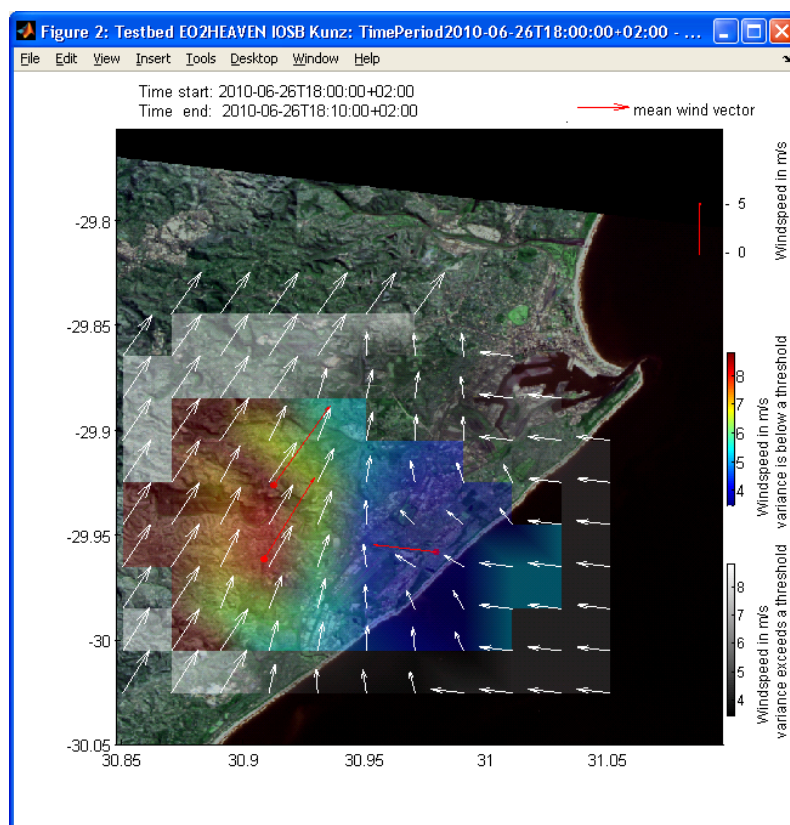 Figure 2: Testbed EO2HEAVEN IOSB Kunz: TimePeriod2010-06-26T18:00:00+02:00 - ...
File Edit View Insert Tools Desktop Window Help
Time start: 2010-06-26T18:00:00+02:00
Time end: 2010-06-26T18:10:00+02:00
mean wind vector
- 5
- 0
Windspeed in m/s
-29.8
-29.85
-29.9
-29.95
-30
-30.05
30.85 30.9 30.95 31 31.05
8
7
6
5
4
Windspeed in m/s
variance is below a threshold
8
7
6
5
4
Windspeed in m/s
variance exceeds a threshold